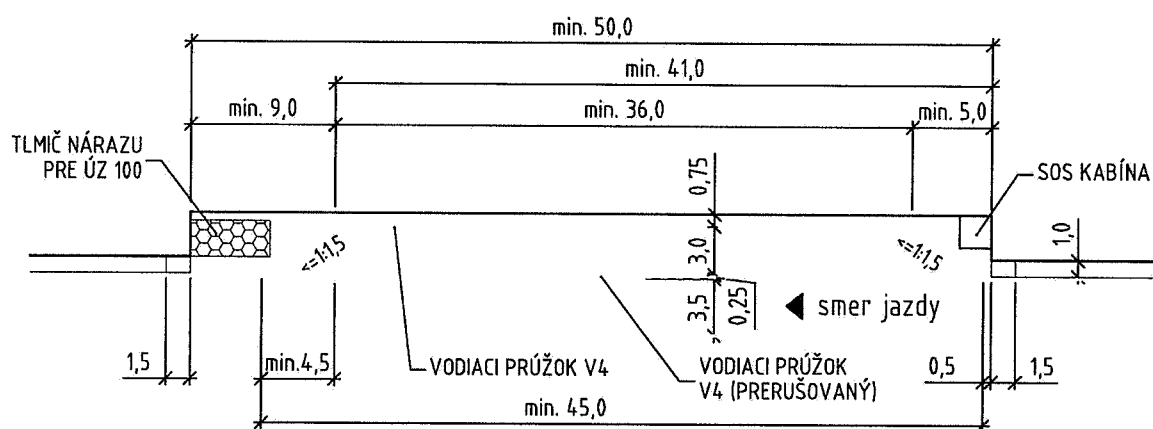 min. 50,0
min. 41,0
min. 9,0
min. 36,0
min. 5,0
TLMIČ NÁRAZU
PRE ÚZ 100
0,75
SOS KABÍNA
<=1:1,5
3,0
<=1:1,5
1,0
3,5
0,25
smer jazdy
1,5
min.4,5
VODIACI PRÚŽOK V4
VODIACI PRÚŽOK
V4 (PRERUŠOVANÝ)
0,5
1,5
min. 45,0